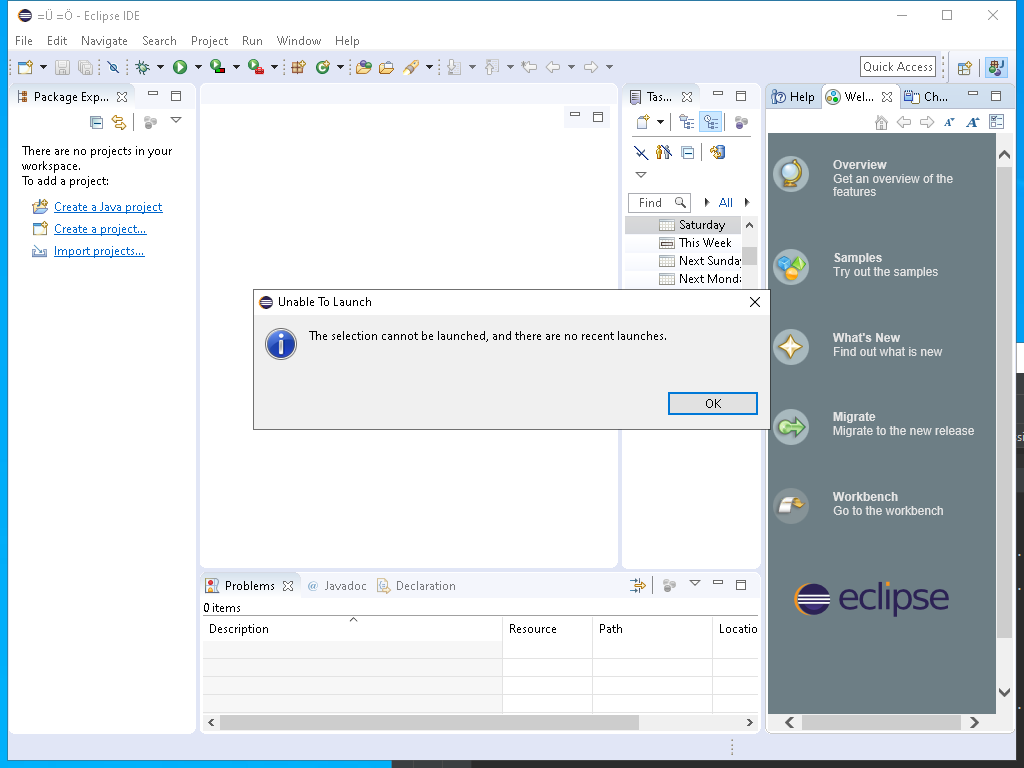 =Ü =Ö - Eclipse IDE
File Edit Navigate Search Project Run Window Help
Quick Access
Package Exp...
There are no projects in your
workspace.
To add a project:
Create a Java project
Create a project...
Import projects...
Tas...
Find
All
Saturday
This Week
Next Sunday
Next Mond
Help
Wel...
Ch...
Overview
Get an overview of the
features
Samples
Try out the samples
What's New
Find out what is new
Migrate
Migrate to the new release
Workbench
Go to the workbench
eclipse
Unable To Launch
The selection cannot be launched, and there are no recent launches.
OK
Problems
@ Javadoc
Declaration
0 items
Description Resource Path Locatio